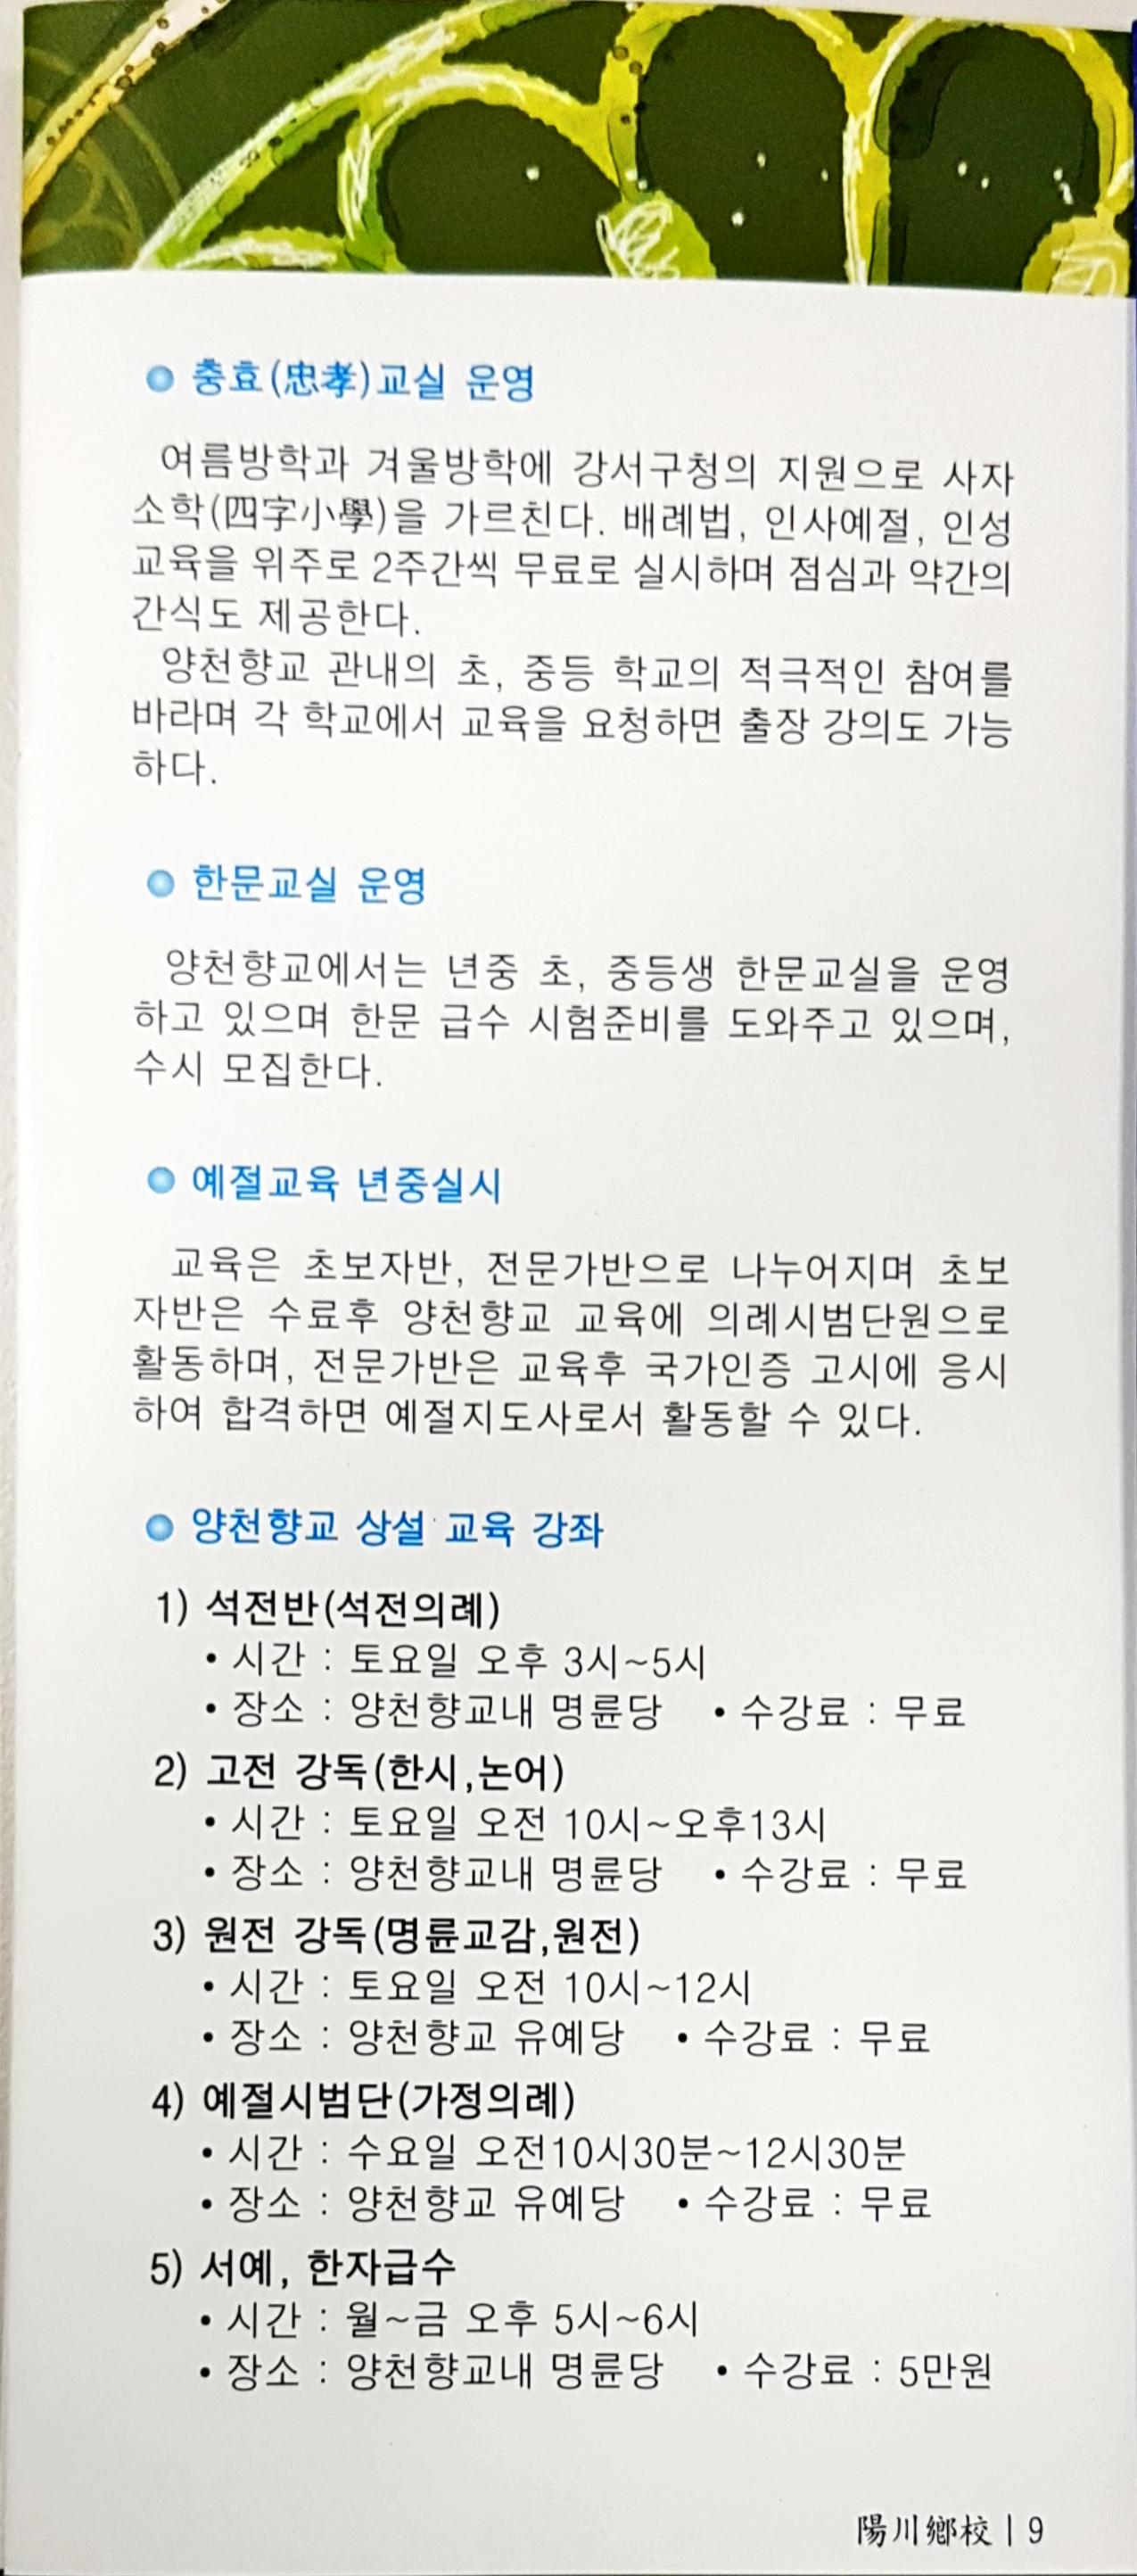 충효(忠孝)교실 운영
여름방학과 겨울방학에 강서구청의 지원으로 사자
소학(四字小學)을 가르친다. 배례법, 인사예절, 인성
교육을 위주로 2주간씩 무료로 실시하며 점심과 약간의
간식도 제공한다.
양천향교 관내의 초, 중등 학교의 적극적인 참여를
바라며 각 학교에서 교육을 요청하면 출장 강의도 가능
하다.
한문교실 운영
양천향교에서는 년중 초, 중등생 한문교실을 운영
하고 있으며 한문 급수 시험준비를 도와주고 있으며,
수시 모집한다.
예절교육 년중실시
교육은 초보자반, 전문가반으로 나누어지며 초보
자반은 수료후 양천향교 교육에 의례시범단원으로
활동하며, 전문가반은 교육후 국가인증 고시에 응시
하여 합격하면 예절지도사로서 활동할 수 있다.
양천향교 상설 교육 강좌
1) 석전반(석전의례)
• 시간 : 토요일 오후 3시~5시
• 장소 : 양천향교내 명륜당 • 수강료 : 무료
2) 고전 강독(한시,논어)
• 시간 : 토요일 오전 10시~오후13시
• 장소 : 양천향교내 명륜당 • 수강료 : 무료
3) 원전 강독(명륜교감,원전)
• 시간 : 토요일 오전 10시~12시
• 장소 : 양천향교 유예당 • 수강료 : 무료
4) 예절시범단(가정의례)
• 시간 : 수요일 오전10시30분~12시30분
• 장소 : 양천향교 유예당 • 수강료 : 무료
5) 서예, 한자급수
• 시간 : 월~금 오후 5시~6시
• 장소 : 양천향교내 명륜당 • 수강료 : 5만원
陽川鄕校 | 9